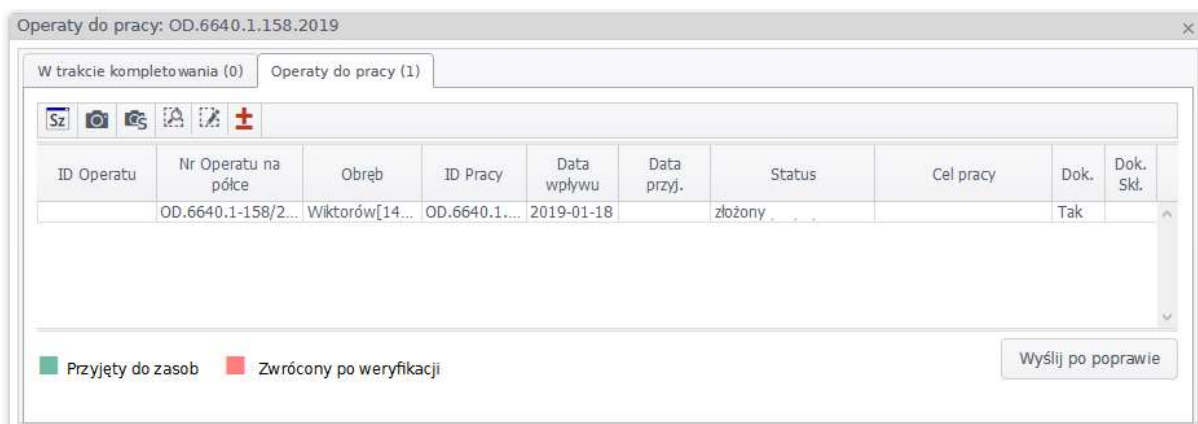 Operaty do pracy: OD.6640.1.158.2019
W trakcie kompletowania (0) Operaty do pracy (1)
Sz
ID Operatu Nr Operatu na półce Obręb ID Pracy Data wpływu Data przyj. Status Cel pracy Dok. Dok. Skł.
OD.6640.1-158/2... Wiktorów[14... OD.6640.1.... 2019-01-18 złożony Tak
Przyjęty do zasob Zwrócony po weryfikacji
Wyślij po poprawie